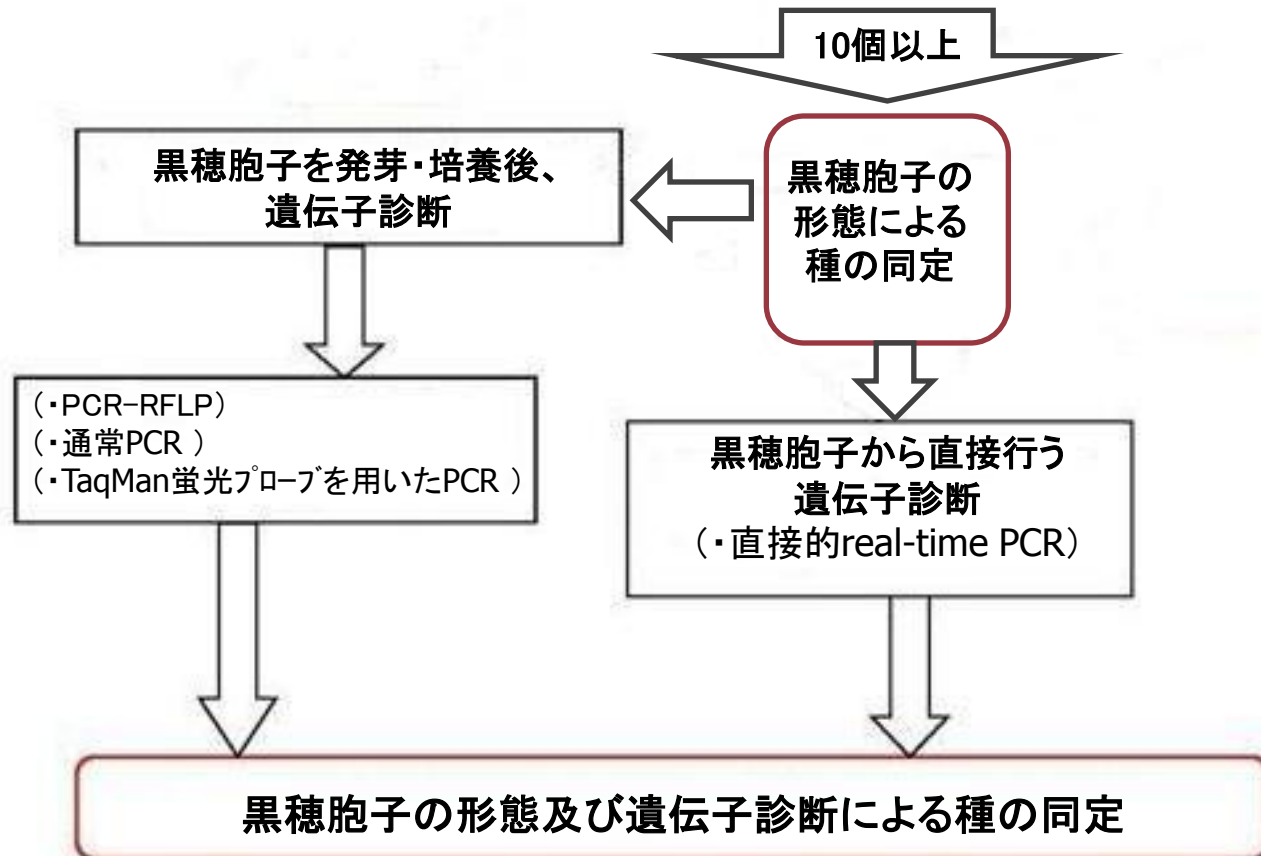 10個以上
黒穂胞子の
形態による
種の同定
黒穂胞子を発芽・培養後、
遺伝子診断
（・PCR-RFLP）
（・通常PCR ）
（・TaqMan蛍光ﾌﾟﾛｰﾌﾞを用いたPCR ）
黒穂胞子から直接行う
遺伝子診断
（・直接的real-time PCR）
黒穂胞子の形態及び遺伝子診断による種の同定